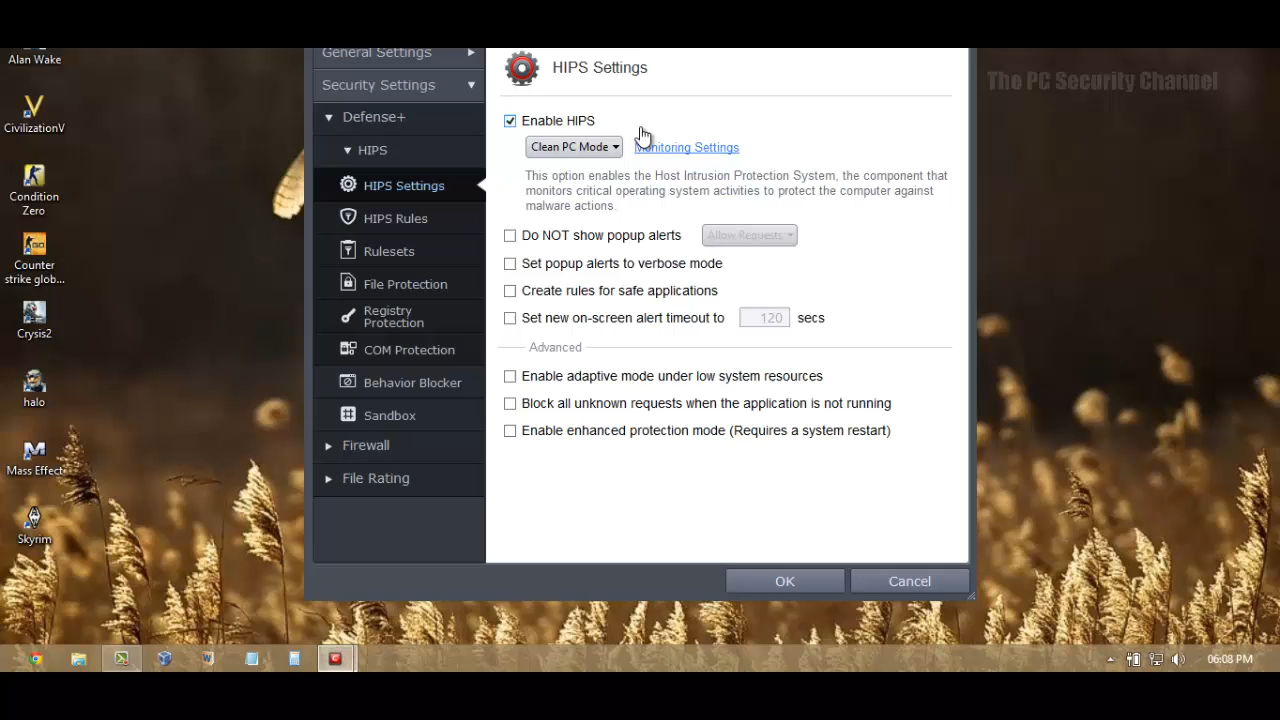 Alan Wake
CivilizationV
Condition
Zero
Counter
strike glob...
Crysis2
halo
Mass Effect
Skyrim
General Settings
Security Settings
Defense+
HIPS
HIPS Settings
HIPS Rules
Rulesets
File Protection
Registry
Protection
COM Protection
Behavior Blocker
Sandbox
Firewall
File Rating
HIPS Settings
Enable HIPS
Clean PC Mode
Monitoring Settings
This option enables the Host Intrusion Protection System, the component that
monitors critical operating system activities to protect the computer against
malware actions.
Do NOT show popup alerts
Allow Requests
Set popup alerts to verbose mode
Create rules for safe applications
Set new on-screen alert timeout to 120 secs
Advanced
Enable adaptive mode under low system resources
Block all unknown requests when the application is not running
Enable enhanced protection mode (Requires a system restart)
OK
Cancel
The PC Security Channel
06:08 PM